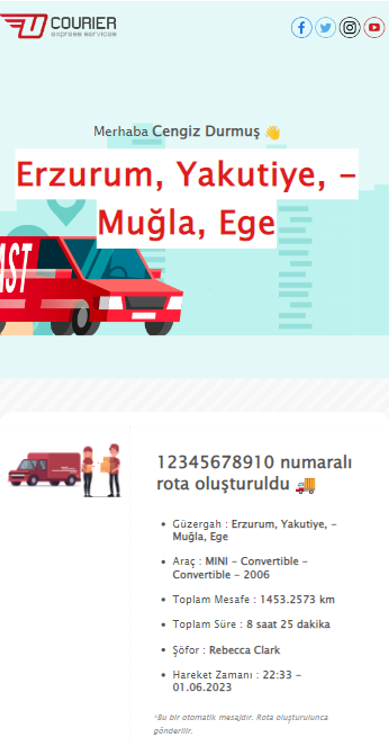 COURIER
express services
Merhaba Cengiz Durmuş 👋
Erzurum, Yakutiye, -
Muğla, Ege
AST
12345678910 numaralı
rota oluşturuldu 🚚
• Güzergah : Erzurum, Yakutiye, -
Muğla, Ege
• Araç : MINI - Convertible -
Convertible - 2006
• Toplam Mesafe : 1453.2573 km
• Toplam Süre : 8 saat 25 dakika
• Şöfor : Rebecca Clark
• Hareket Zamanı : 22:33 -
01.06.2023
*Bu bir otomatik mesajdır. Rota oluşturulunca
gönderilir.